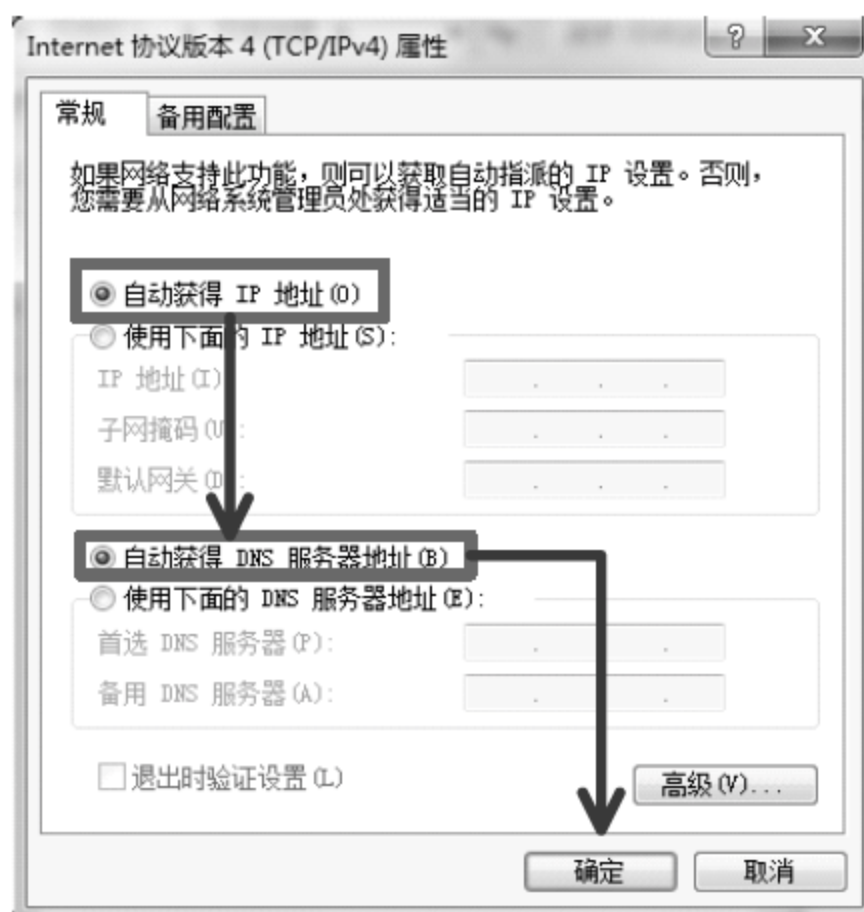 Internet 协议版本 4 (TCP/IPv4) 属性
常规
备用配置
如果网络支持此功能,则可以获取自动指派的 IP 设置。否则,
您需要从网络系统管理员处获得适当的 IP 设置。
自动获得 IP 地址(O)
使用下面的 IP 地址(S):
IP 地址(I)
子网掩码(U):
默认网关(D):
自动获得 DNS 服务器地址(B)
使用下面的 DNS 服务器地址(E):
首选 DNS 服务器(P):
备用 DNS 服务器(A):
退出时验证设置(L)
高级(V)...
确定
取消